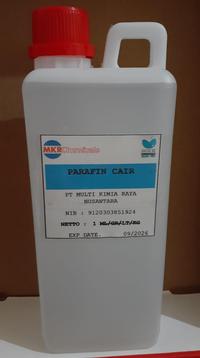 MKR Chemicals
PARAFIN CAIR
PT MULTI KIMIA RAYA
NUSANTARA
NIB : 9120303851924
NETTO : 1 ML/GR/LT/KG
EXP DATE. 09/2026